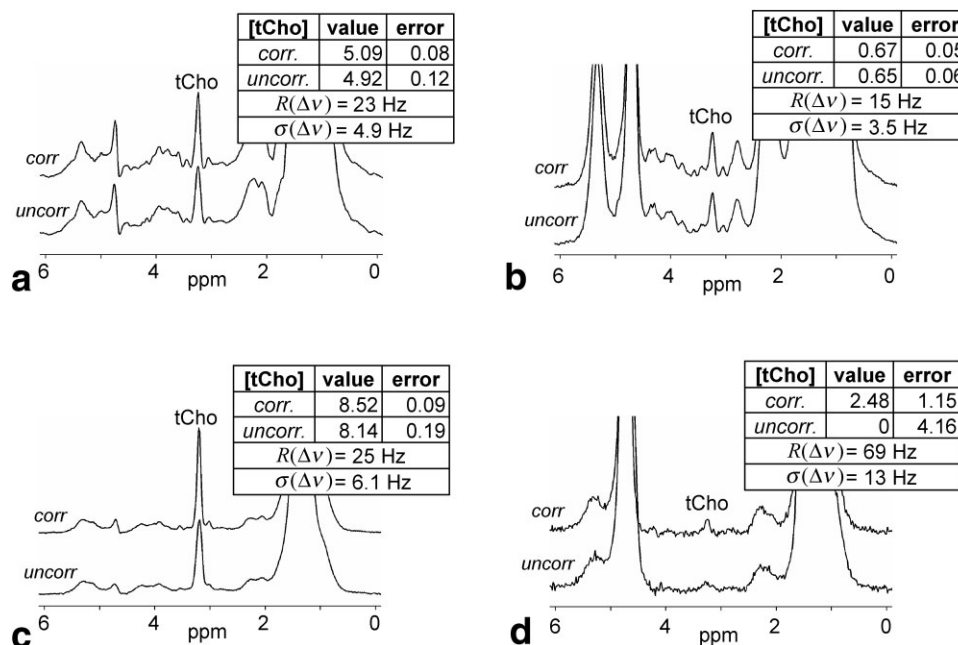 [tCho] value error
corr. 5.09 0.08
uncorr. 4.92 0.12
R(Δν) = 23 Hz
σ(Δν) = 4.9 Hz
tCho
corr
uncorr
6 4 2 0
ppm
a
[tCho] value error
corr. 0.67 0.05
uncorr. 0.65 0.06
R(Δν) = 15 Hz
σ(Δν) = 3.5 Hz
tCho
corr
uncorr
6 4 2 0
ppm
b
[tCho] value error
corr. 8.52 0.09
uncorr. 8.14 0.19
R(Δν) = 25 Hz
σ(Δν) = 6.1 Hz
tCho
corr
uncorr
6 4 2 0
ppm
c
[tCho] value error
corr. 2.48 1.15
uncorr. 0 4.16
R(Δν) = 69 Hz
σ(Δν) = 13 Hz
tCho
corr
uncorr
6 4 2 0
ppm
d